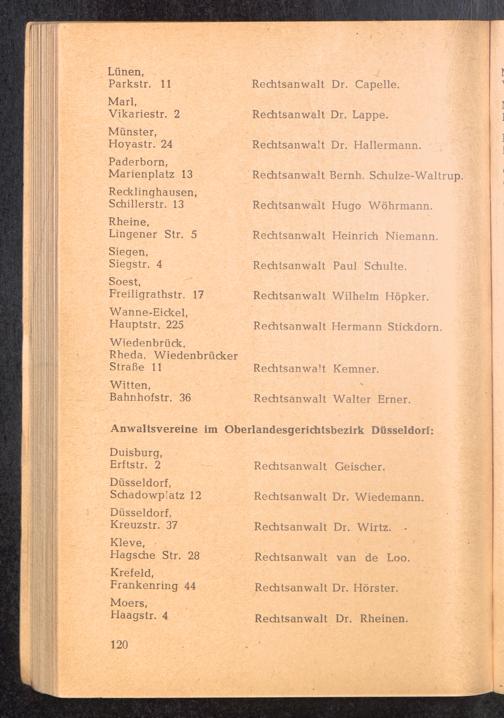 Lünen,
Parkstr. 11 Rechtsanwalt Dr. Capelle.
Marl,
Vikariestr. 2 Rechtsanwalt Dr. Lappe.
Münster,
Hoyastr. 24 Rechtsanwalt Dr. Hallermann.
Paderborn,
Marienplatz 13 Rechtsanwalt Bernh. Schulze-Waltrup.
Recklinghausen,
Schillerstr. 13 Rechtsanwalt Hugo Wöhrmann.
Rheine,
Lingener Str. 5 Rechtsanwalt Heinrich Niemann.
Siegen,
Siegstr. 4 Rechtsanwalt Paul Schulte.
Soest,
Freiligrathstr. 17 Rechtsanwalt Wilhelm Höpker.
Wanne-Eickel,
Hauptstr. 225 Rechtsanwalt Hermann Stickdorn.
Wiedenbrück,
Rheda, Wiedenbrücker
Straße 11 Rechtsanwalt Kemner.
Witten,
Bahnhofstr. 36 Rechtsanwalt Walter Erner.
Anwaltsvereine im Oberlandesgerichtsbezirk Düsseldorf:
Duisburg,
Erftstr. 2 Rechtsanwalt Geischer.
Düsseldorf,
Schadowplatz 12 Rechtsanwalt Dr. Wiedemann.
Düsseldorf,
Kreuzstr. 37 Rechtsanwalt Dr. Wirtz.
Kleve,
Hagsche Str. 28 Rechtsanwalt van de Loo.
Krefeld,
Frankenring 44 Rechtsanwalt Dr. Hörster.
Moers,
Haagstr. 4 Rechtsanwalt Dr. Rheinen.
120